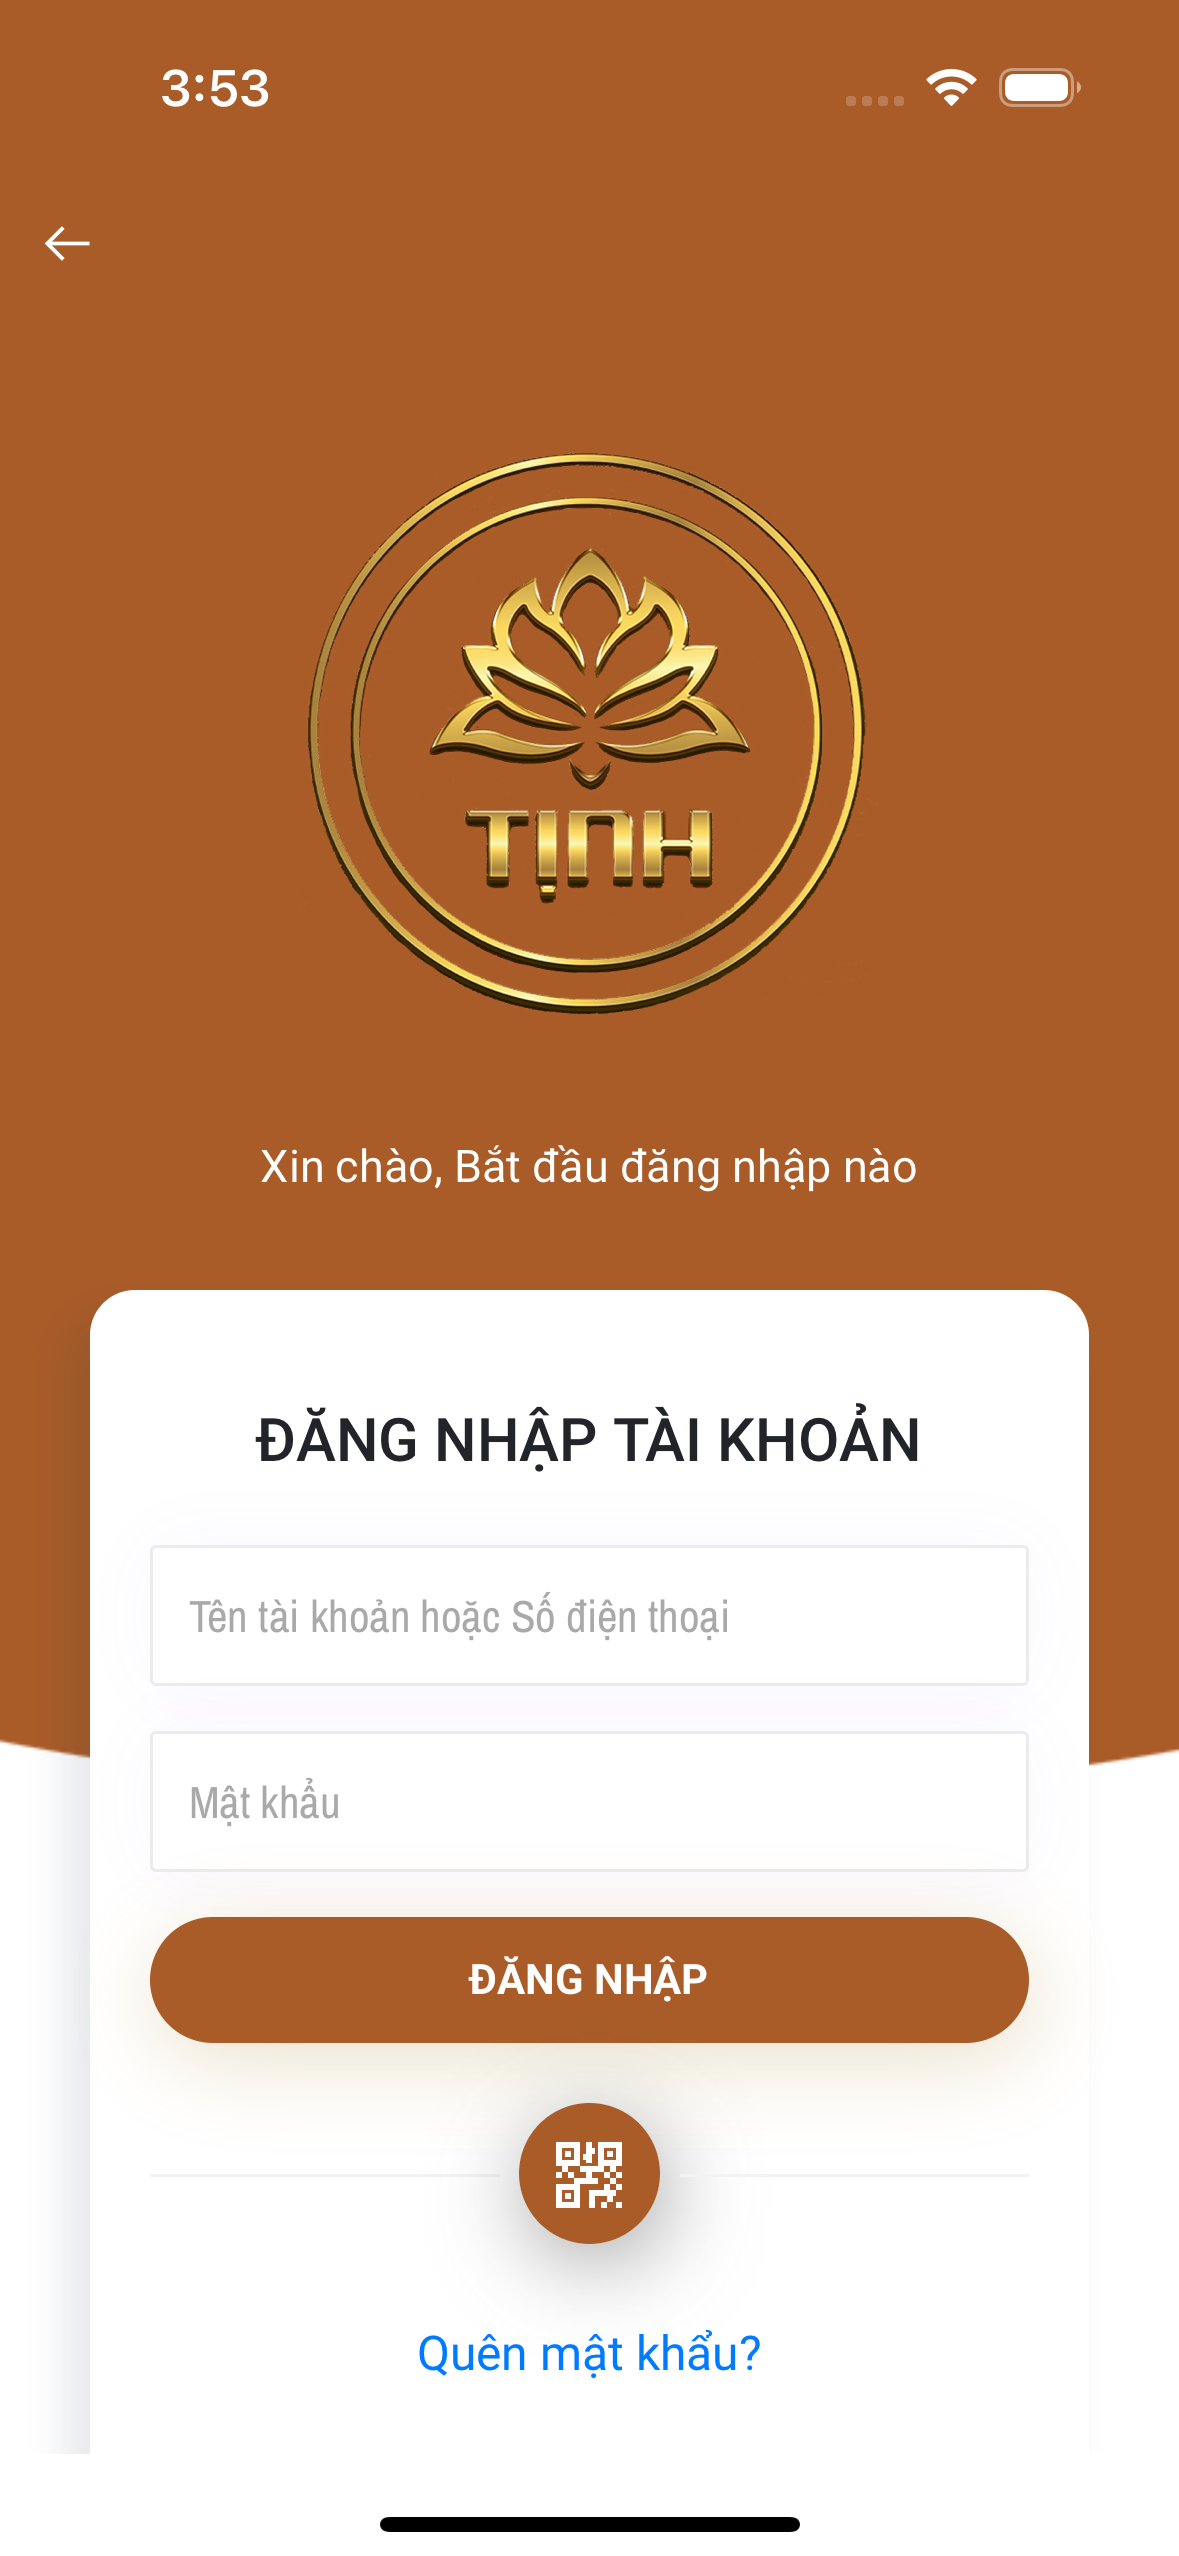 3:53
TỊNH
Xin chào, Bắt đầu đăng nhập nào
ĐĂNG NHẬP TÀI KHOẢN
Tên tài khoản hoặc Số điện thoại
Mật khẩu
ĐĂNG NHẬP
Quên mật khẩu?